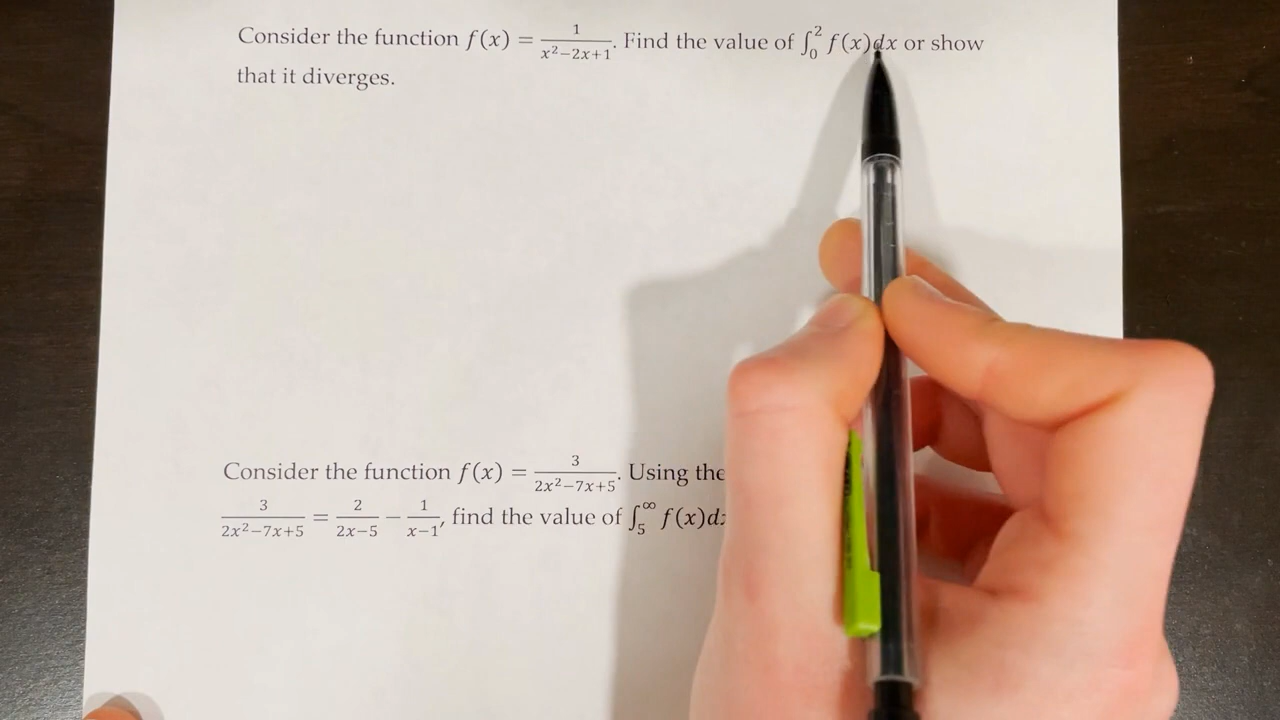 Consider the function f(x) = 1/(x²−2x+1). Find the value of ∫₀² f(x)dx or show
that it diverges.
Consider the function f(x) = 3/(2x²−7x+5). Using the
3/(2x²−7x+5) = 2/(2x−5) − 1/(x−1), find the value of ∫₅^∞ f(x)d